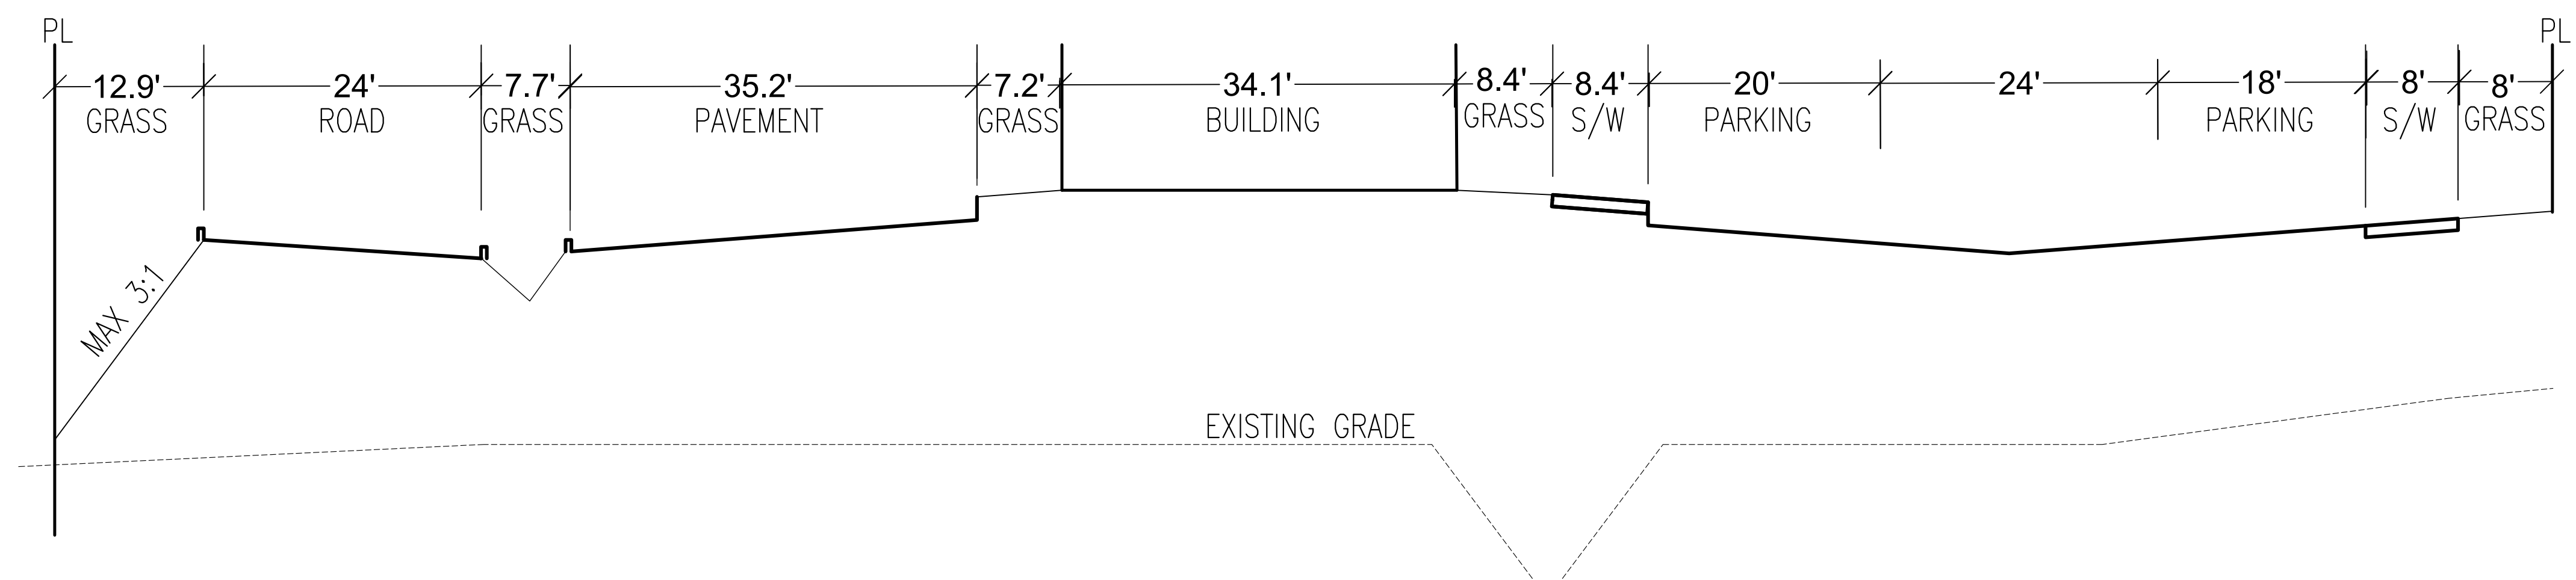 PL PL
12.9' 24' 7.7' 35.2' 7.2' 34.1' 8.4' 8.4' 20' 24' 18' 8' 8'
GRASS ROAD GRASS PAVEMENT GRASS BUILDING GRASS S/W PARKING PARKING S/W GRASS
MAX 3:1
EXISTING GRADE